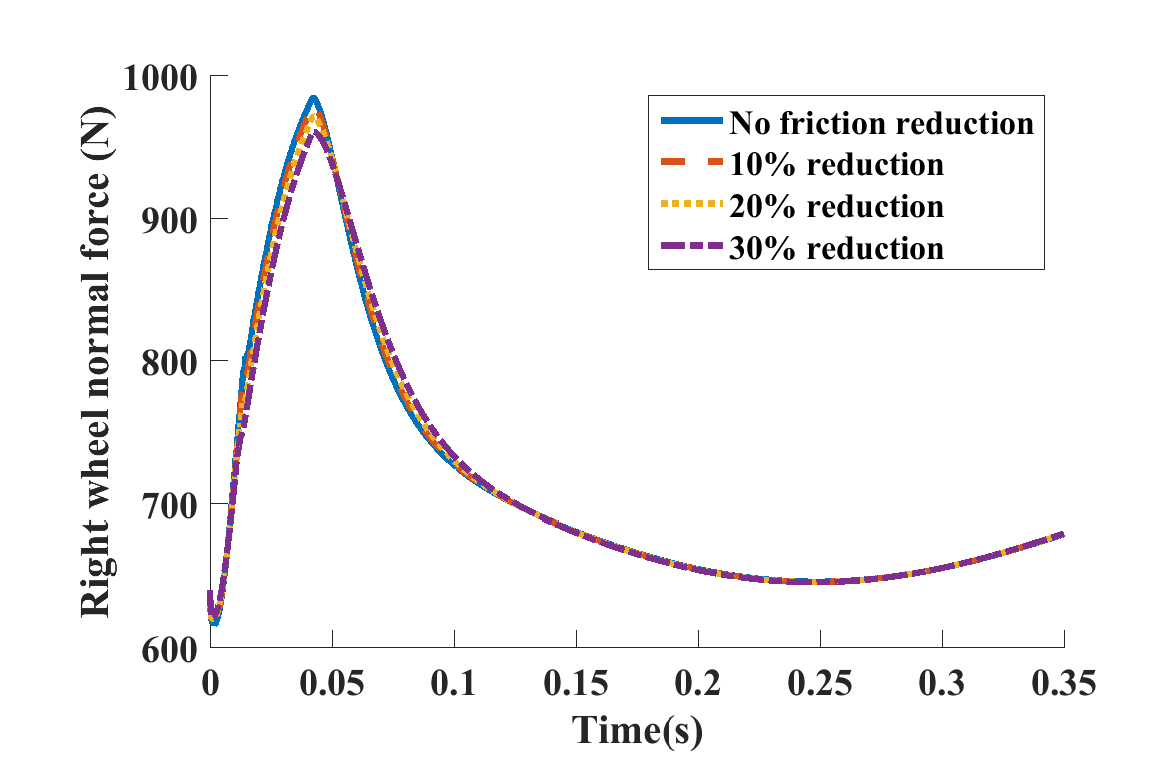 Right wheel normal force (N)
1000
900
800
700
600
0 0.05 0.1 0.15 0.2 0.25 0.3 0.35
Time(s)
No friction reduction
10% reduction
20% reduction
30% reduction